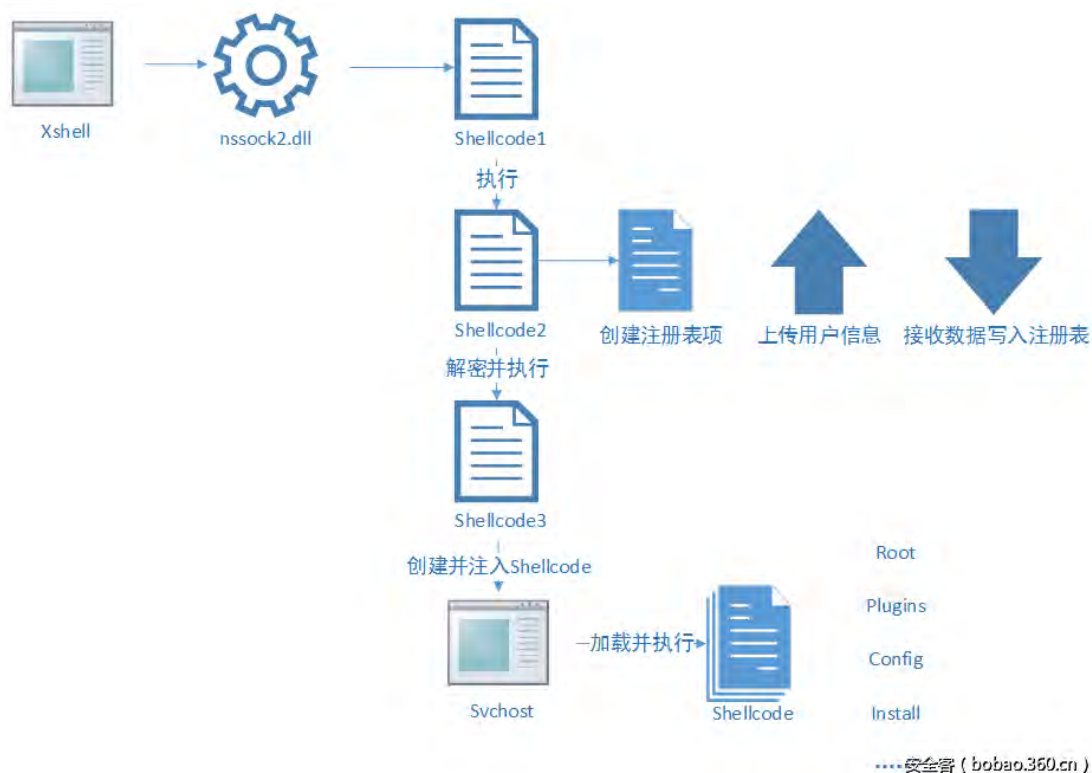 Xshell
nssock2.dll
Shellcode1
执行
Shellcode2
创建注册表项
上传用户信息
接收数据写入注册表
解密并执行
Shellcode3
创建并注入Shellcode
Svchost
加载并执行
Shellcode
Root
Plugins
Config
Install
......
安全客 ( bobao.360.cn )